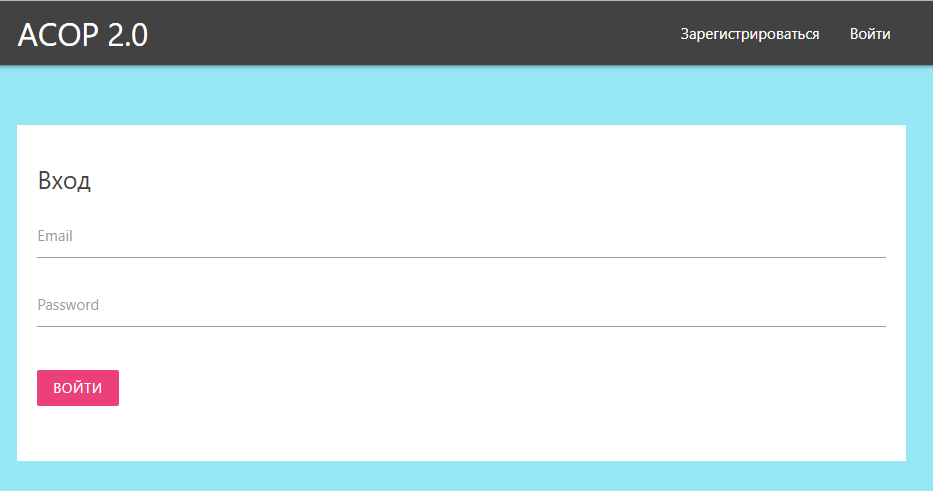 АСОР 2.0
Зарегистрироваться Войти
Вход
Email
Password
ВОЙТИ